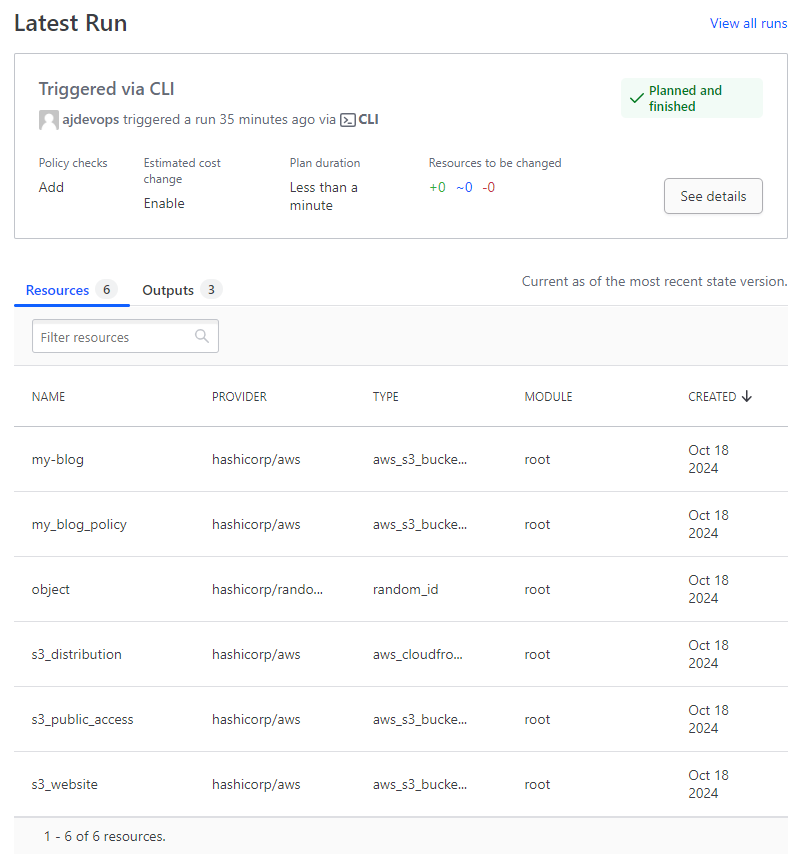 Latest Run
View all runs
Triggered via CLI
Planned and
finished
ajdevops triggered a run 35 minutes ago via CLI
Policy checks
Add
Estimated cost
change
Enable
Plan duration
Less than a
minute
Resources to be changed
+0 ~0 -0
See details
Resources 6
Outputs 3
Current as of the most recent state version.
Filter resources
NAME PROVIDER TYPE MODULE CREATED
my-blog hashicorp/aws aws_s3_bucke... root Oct 18
2024
my_blog_policy hashicorp/aws aws_s3_bucke... root Oct 18
2024
object hashicorp/rando... random_id root Oct 18
2024
s3_distribution hashicorp/aws aws_cloudfro... root Oct 18
2024
s3_public_access hashicorp/aws aws_s3_bucke... root Oct 18
2024
s3_website hashicorp/aws aws_s3_bucke... root Oct 18
2024
1 - 6 of 6 resources.